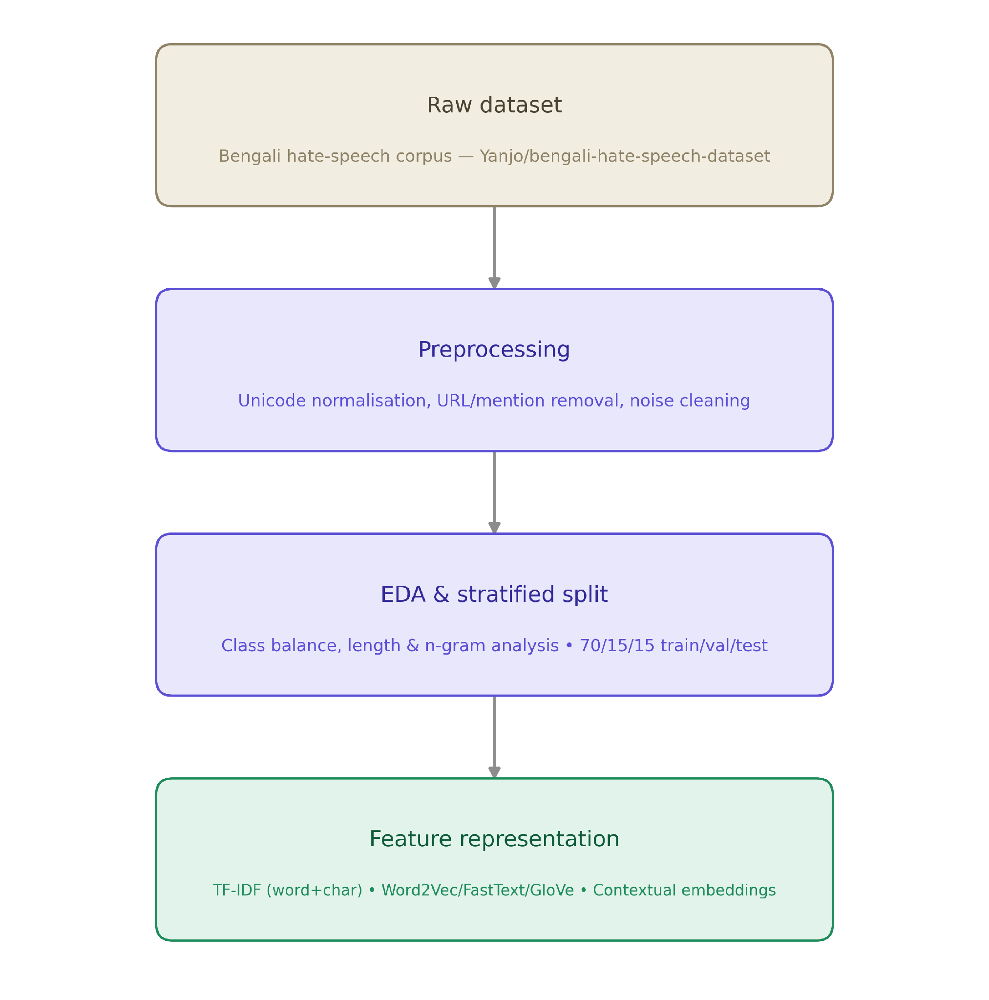 Raw dataset
Bengali hate-speech corpus — Yanjo/bengali-hate-speech-dataset
Preprocessing
Unicode normalisation, URL/mention removal, noise cleaning
EDA & stratified split
Class balance, length & n-gram analysis • 70/15/15 train/val/test
Feature representation
TF-IDF (word+char) • Word2Vec/FastText/GloVe • Contextual embeddings